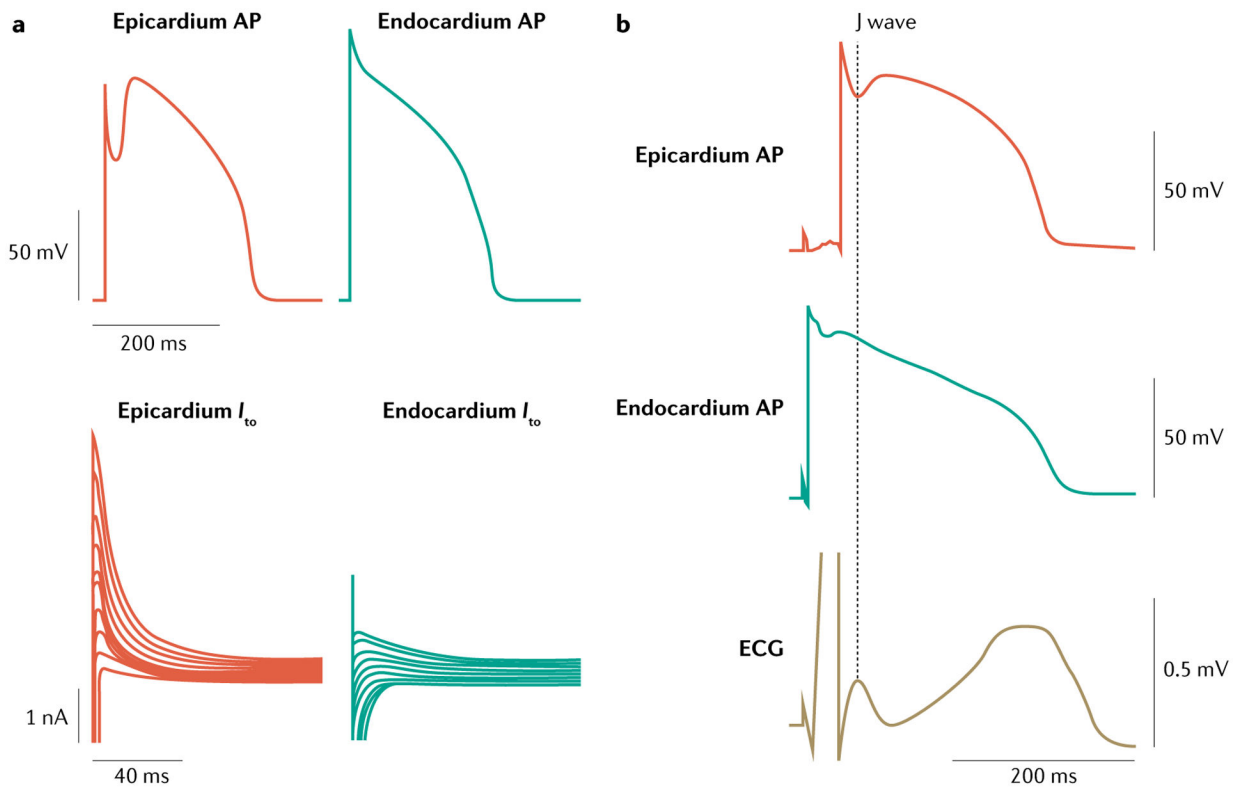 a
Epicardium AP
Endocardium AP
50 mV
200 ms
Epicardium Ito
Endocardium Ito
1 nA
40 ms
b
J wave
Epicardium AP
50 mV
Endocardium AP
50 mV
ECG
0.5 mV
200 ms